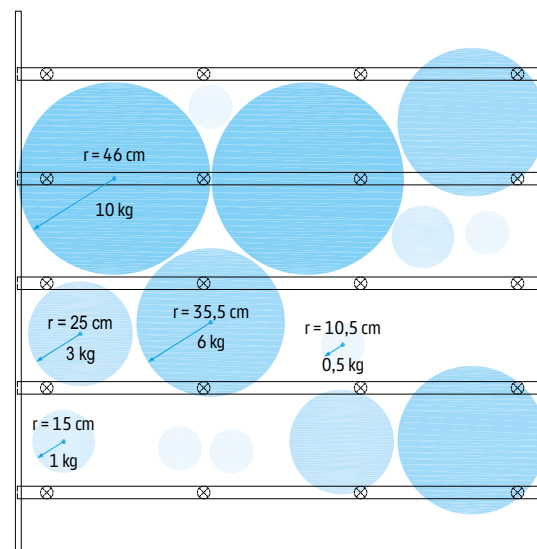 r = 46 cm
10 kg
r = 25 cm
3 kg
r = 35,5 cm
6 kg
r = 10,5 cm
0,5 kg
r = 15 cm
1 kg